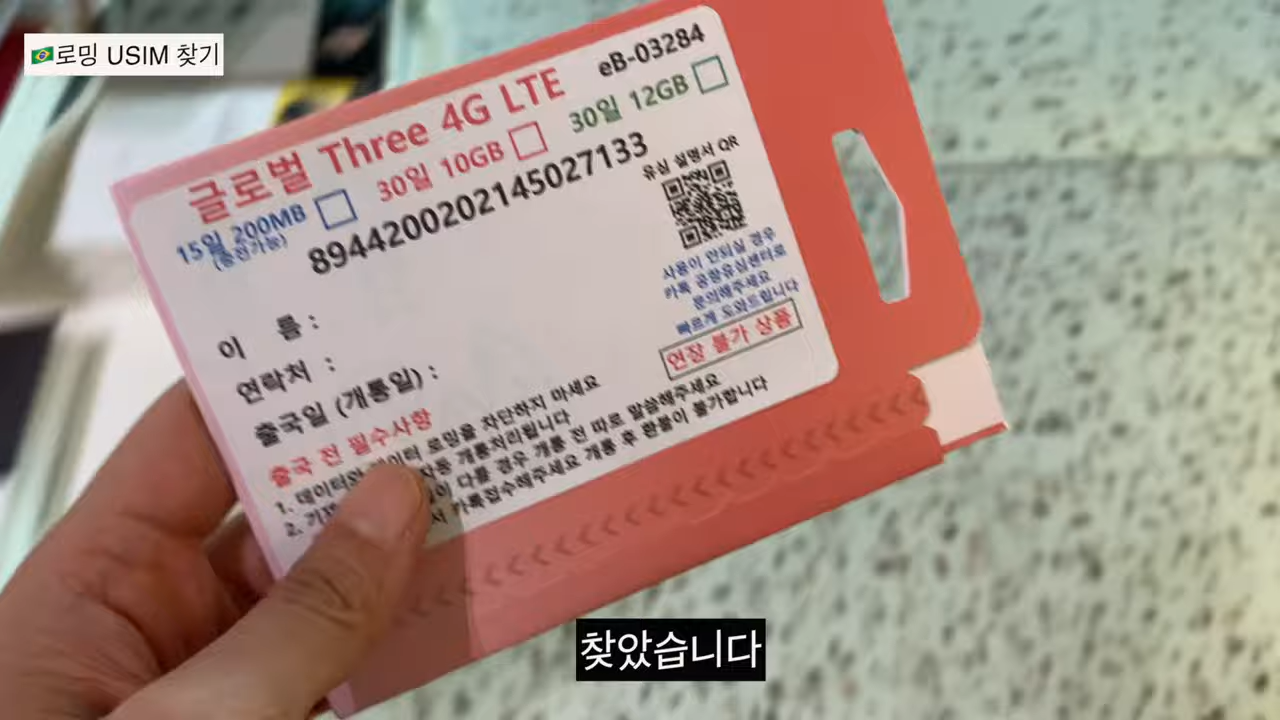 로밍 USIM 찾기
eB-03284
글로벌 Three 4G LTE
15일 200MB 30일 10GB 30일 12GB
(충전가능)
8944200202145027133
유심 설명서 QR
사용이 안되실 경우
카톡 공항유심센터로
문의해주세요
빠르게 도와드립니다
연장 불가 상품
이 름 :
연락처 :
출국일 (개통일) :
출국 전 필수사항
1. 데이터와 데이터 로밍을 차단하지 마세요
자동 개통처리됩니다
2. 다를 경우 개통 전 따로 말씀해주세요
카톡접수해주세요 개통 후 환불이 불가합니다
찾았습니다